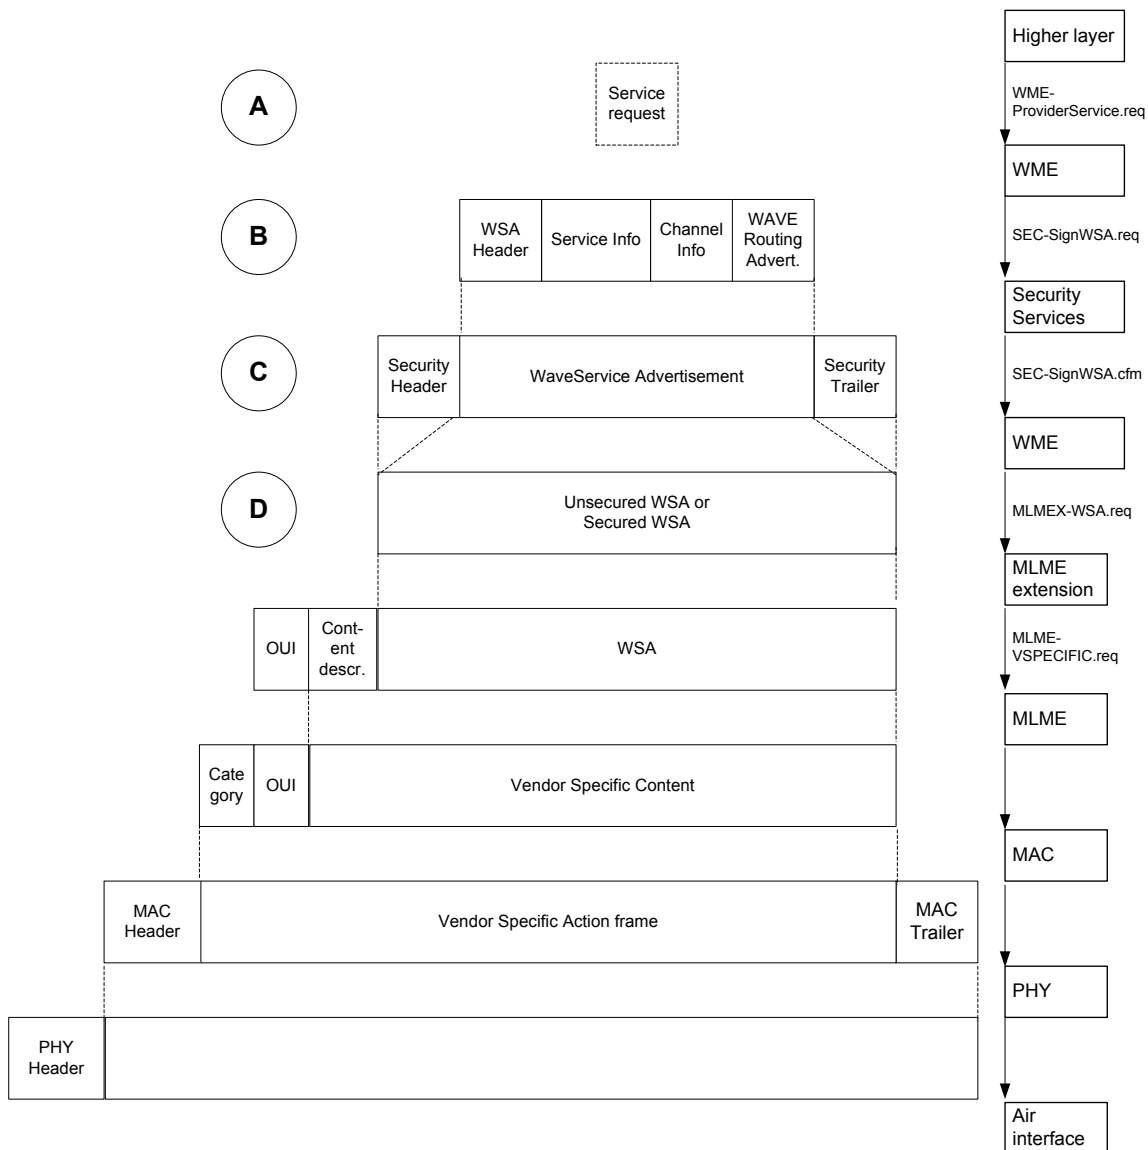 Higher layer
A
Service
request
WME-
ProviderService.req
WME
B
WSA
Header
Service Info
Channel
Info
WAVE
Routing
Advert.
SEC-SignWSA.req
Security
Services
C
Security
Header
WaveService Advertisement
Security
Trailer
SEC-SignWSA.cfm
WME
D
Unsecured WSA or
Secured WSA
MLMEX-WSA.req
MLME
extension
OUI
Cont-
ent
descr.
WSA
MLME-
VSPECIFIC.req
MLME
Cate
gory
OUI
Vendor Specific Content
MAC
MAC
Header
Vendor Specific Action frame
MAC
Trailer
PHY
PHY
Header
Air
interface